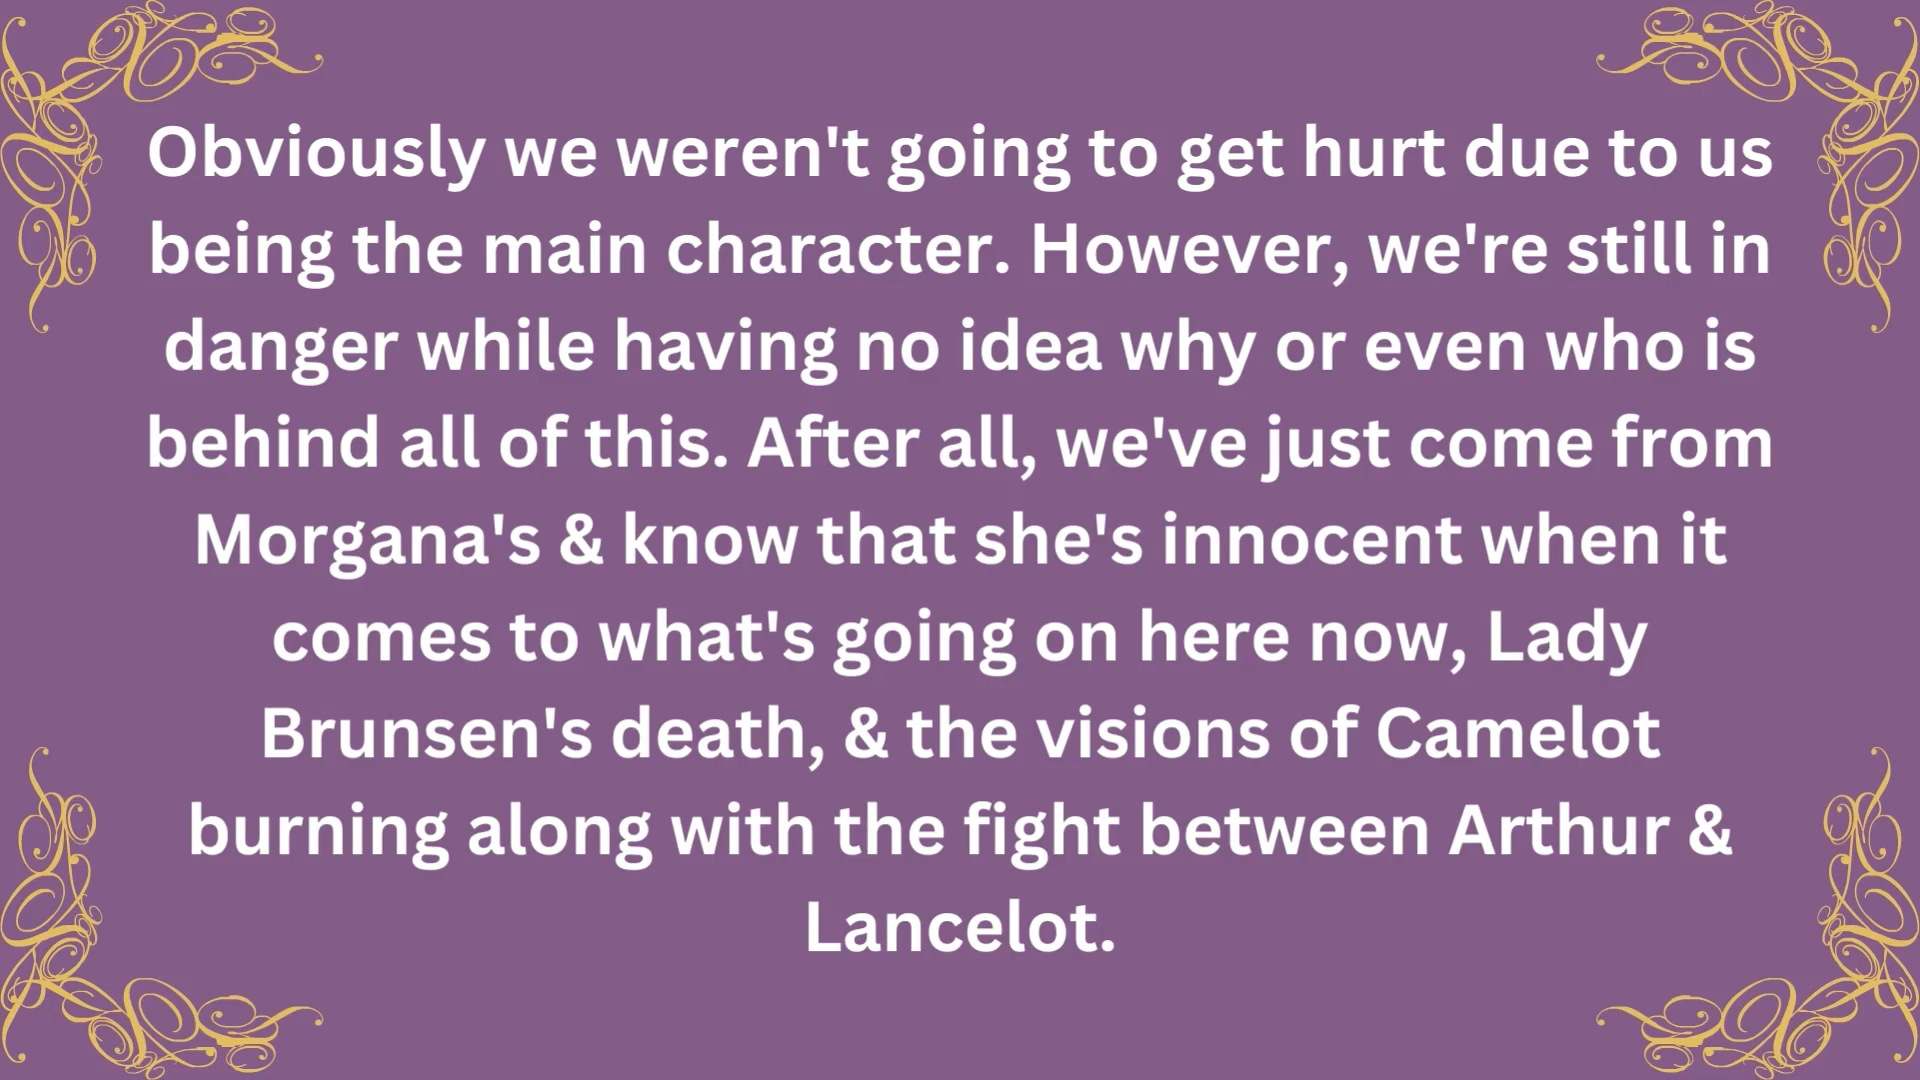 Obviously we weren't going to get hurt due to us
being the main character. However, we're still in
danger while having no idea why or even who is
behind all of this. After all, we've just come from
Morgana's & know that she's innocent when it
comes to what's going on here now, Lady
Brunsen's death, & the visions of Camelot
burning along with the fight between Arthur &
Lancelot.